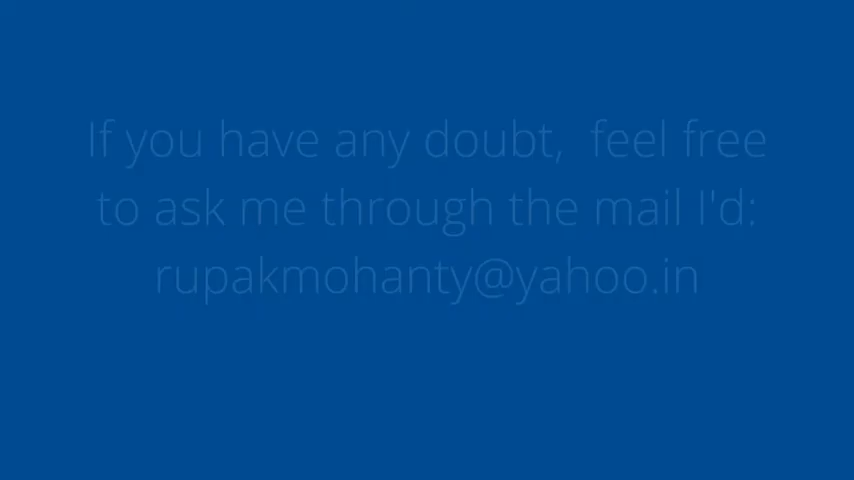 If you have any doubt,  feel free
to ask me through the mail I'd:
rupakmohanty@yahoo.in